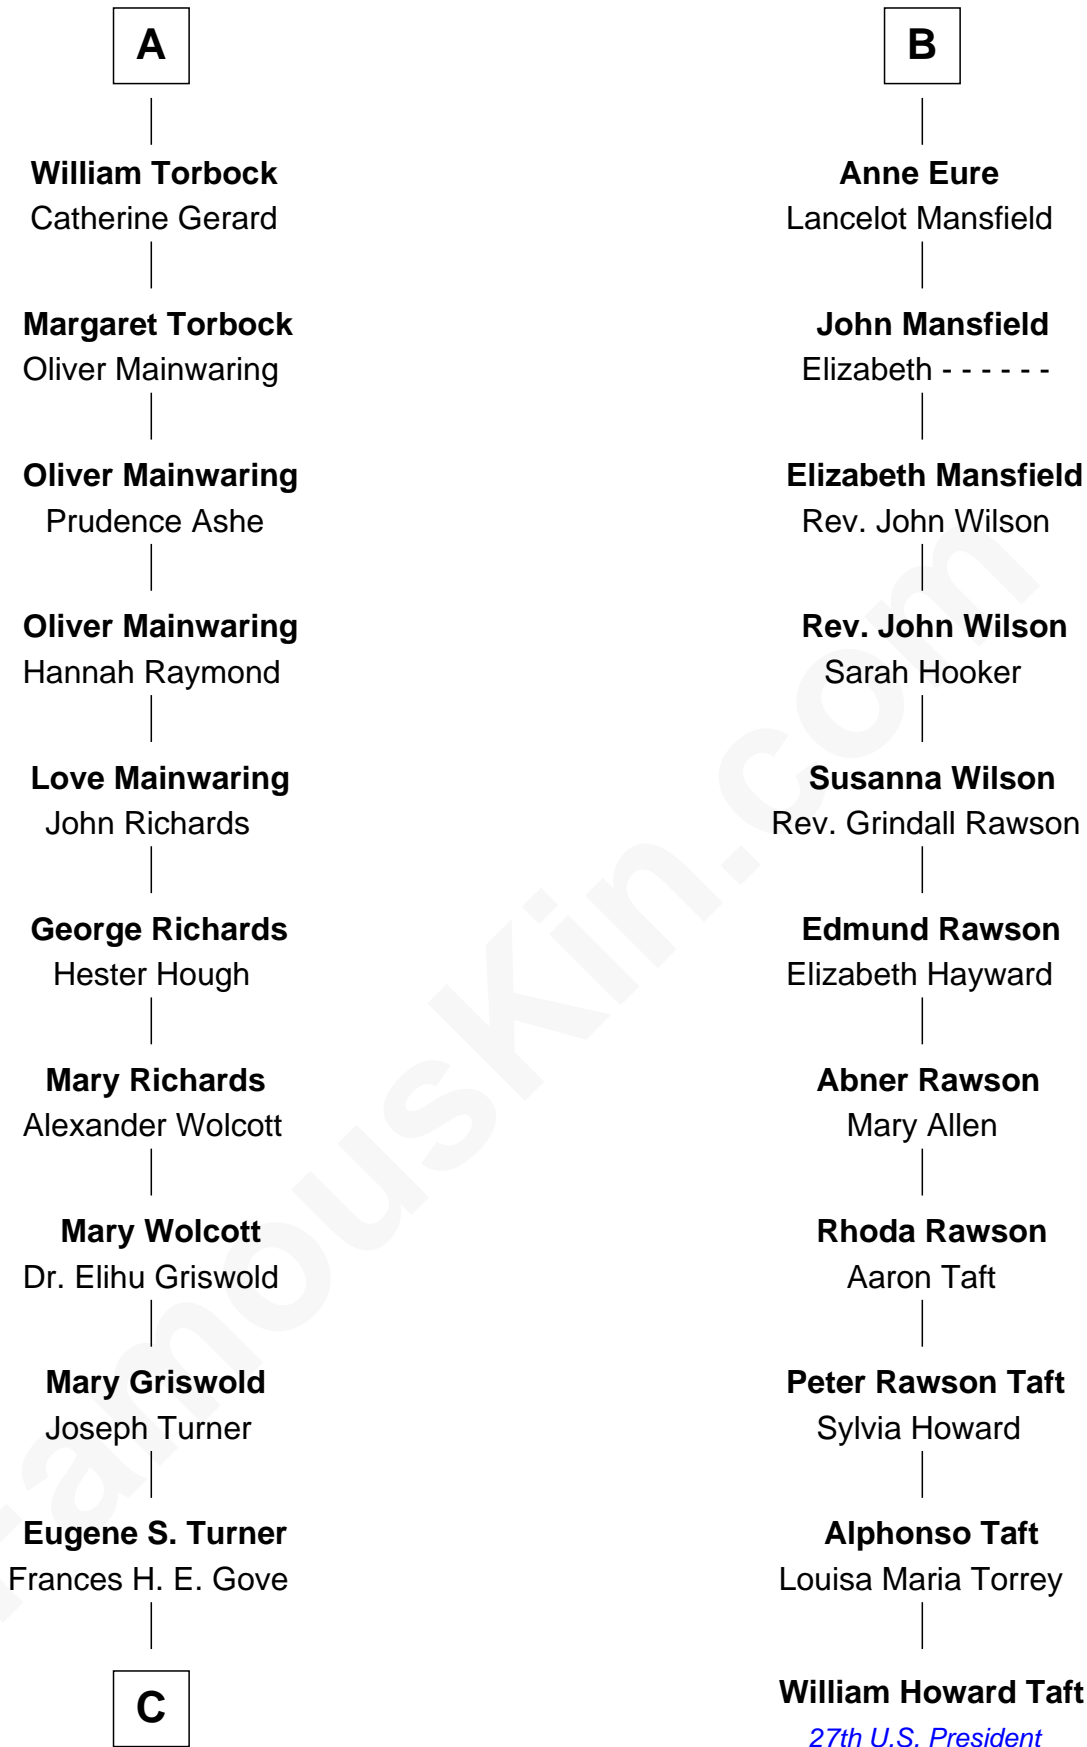 A
William Torbock
Catherine Gerard
Margaret Torbock
Oliver Mainwaring
Oliver Mainwaring
Prudence Ashe
Oliver Mainwaring
Hannah Raymond
Love Mainwaring
John Richards
George Richards
Hester Hough
Mary Richards
Alexander Wolcott
Mary Wolcott
Dr. Elihu Griswold
Mary Griswold
Joseph Turner
Eugene S. Turner
Frances H. E. Gove
C
B
Anne Eure
Lancelot Mansfield
John Mansfield
Elizabeth - - - - - -
Elizabeth Mansfield
Rev. John Wilson
Rev. John Wilson
Sarah Hooker
Susanna Wilson
Rev. Grindall Rawson
Edmund Rawson
Elizabeth Hayward
Abner Rawson
Mary Allen
Rhoda Rawson
Aaron Taft
Peter Rawson Taft
Sylvia Howard
Alphonso Taft
Louisa Maria Torrey
William Howard Taft
27th U.S. President
FamousKin.com